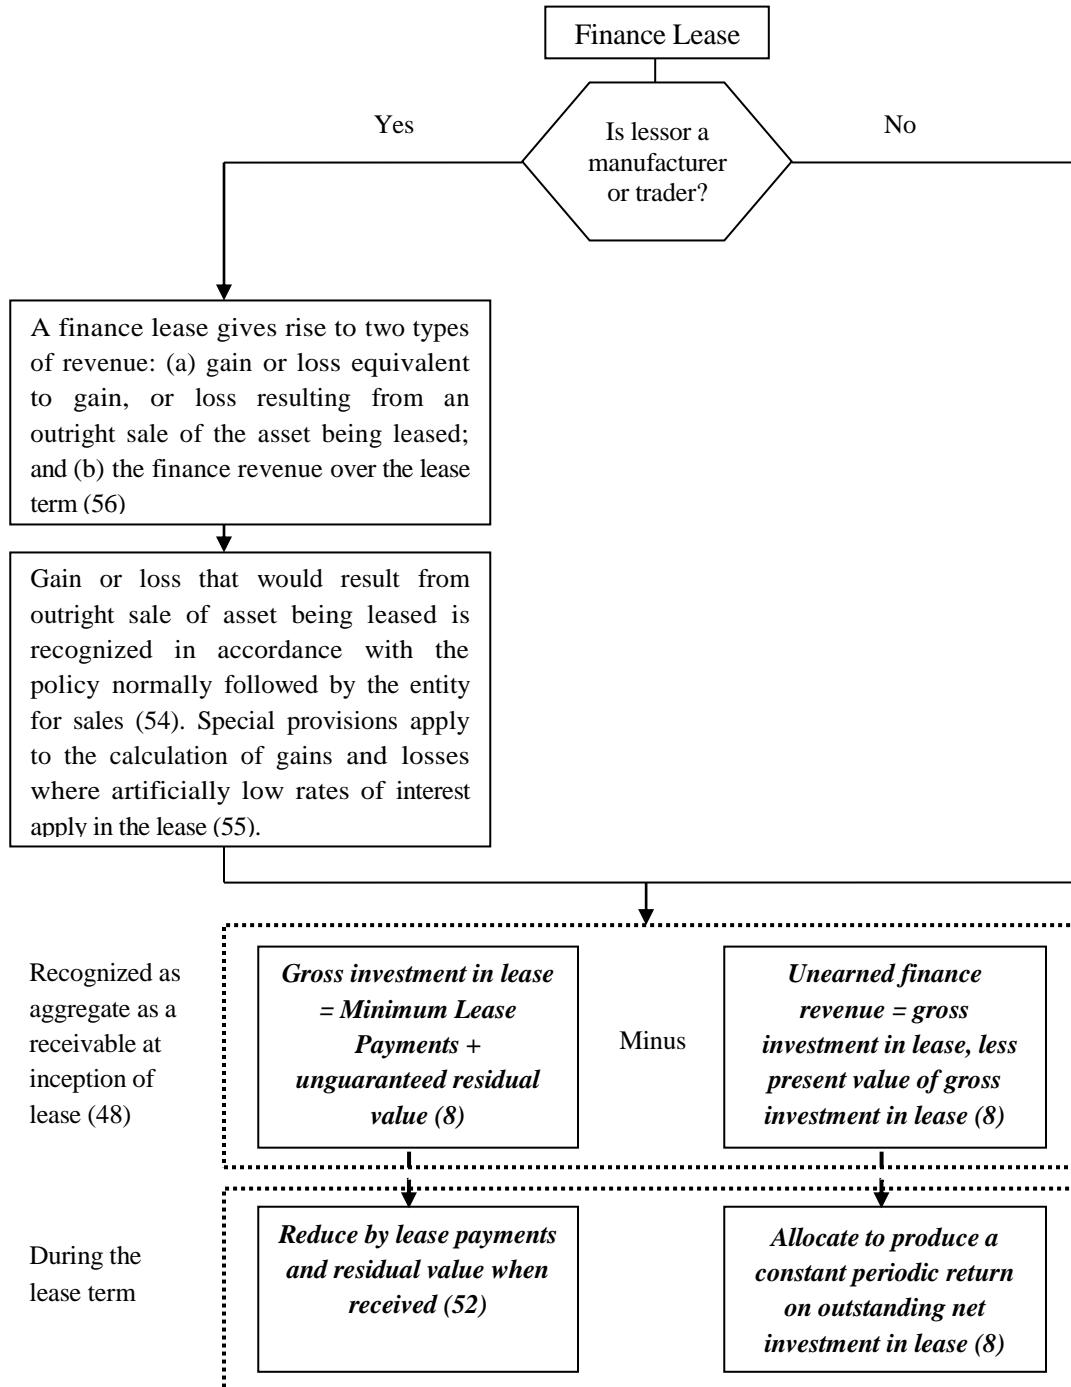 Finance Lease
Yes
Is lessor a
manufacturer
or trader?
No
A finance lease gives rise to two types
of revenue: (a) gain or loss equivalent
to gain, or loss resulting from an
outright sale of the asset being leased;
and (b) the finance revenue over the lease
term (56)
Gain or loss that would result from
outright sale of asset being leased is
recognized in accordance with the
policy normally followed by the entity
for sales (54). Special provisions apply
to the calculation of gains and losses
where artificially low rates of interest
apply in the lease (55).
Recognized as
aggregate as a
receivable at
inception of
lease (48)
Gross investment in lease
= Minimum Lease
Payments +
unguaranteed residual
value (8)
Minus
Unearned finance
revenue = gross
investment in lease, less
present value of gross
investment in lease (8)
During the
lease term
Reduce by lease payments
and residual value when
received (52)
Allocate to produce a
constant periodic return
on outstanding net
investment in lease (8)